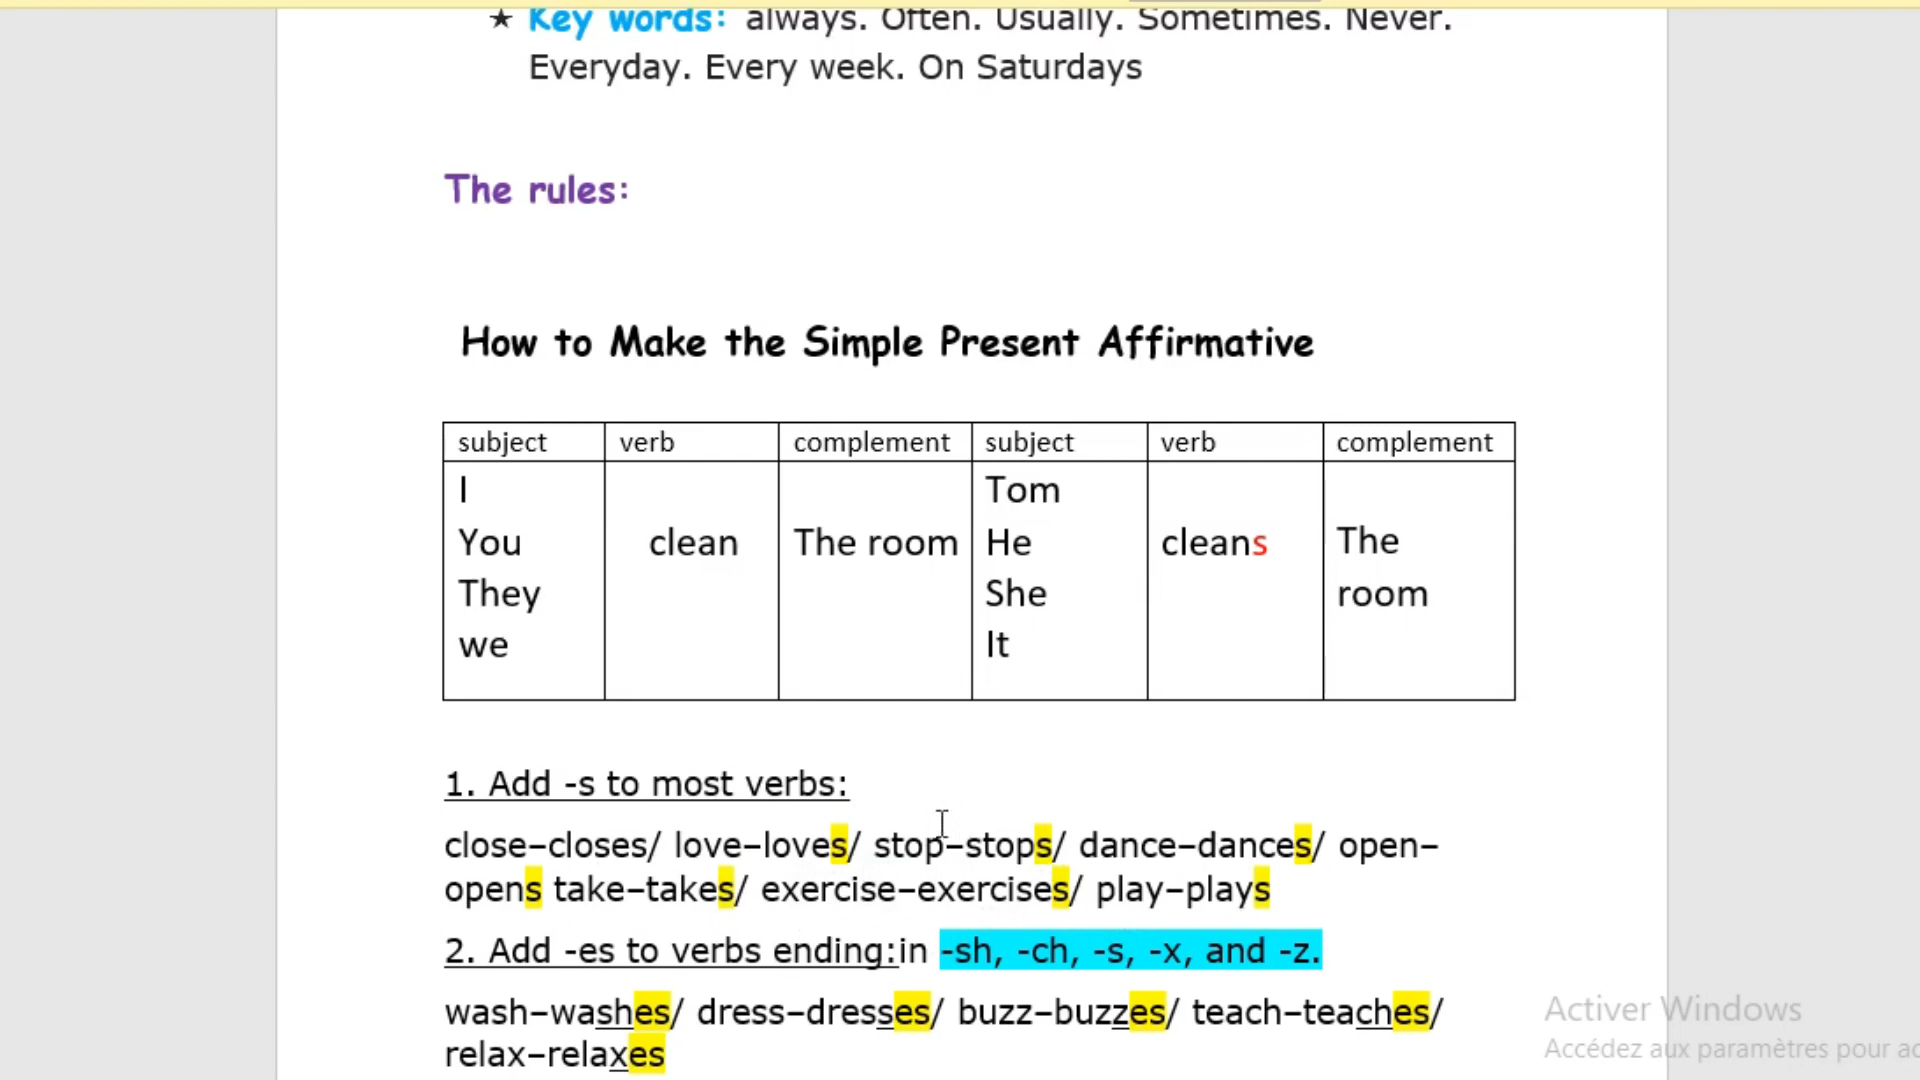 ★ Key words: always. Often. Usually. Sometimes. Never.
Everyday. Every week. On Saturdays
The rules:
How to Make the Simple Present Affirmative
subject verb complement subject verb complement
I Tom
You clean The room He cleans The
They She room
we It
1. Add -s to most verbs:
close–closes/ love–loves/ stop–stops/ dance–dances/ open–
opens take–takes/ exercise–exercises/ play–plays
2. Add -es to verbs ending:in -sh, -ch, -s, -x, and -z.
wash–washes/ dress–dresses/ buzz–buzzes/ teach–teaches/
relax–relaxes
Activer Windows
Accédez aux paramètres pour ac